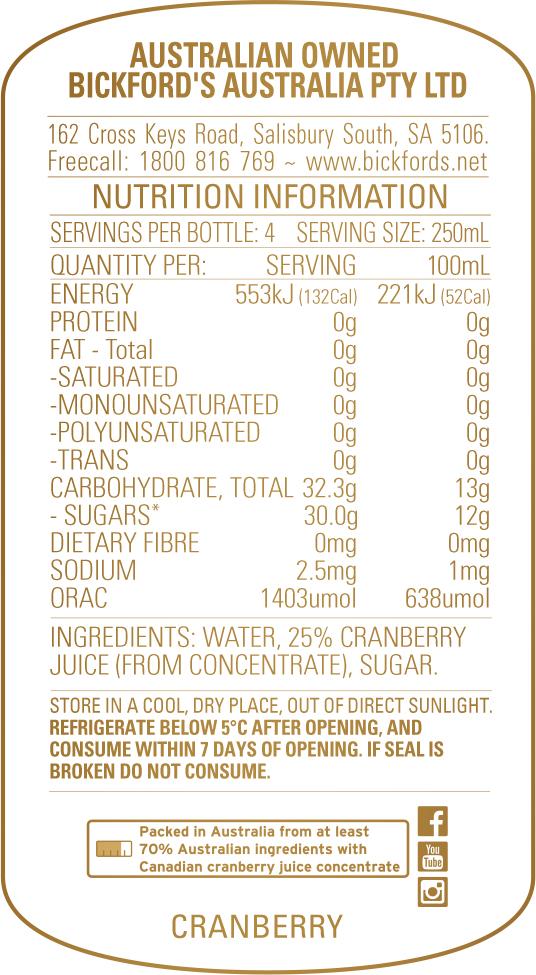 AUSTRALIAN OWNED
BICKFORD'S AUSTRALIA PTY LTD
162 Cross Keys Road, Salisbury South, SA 5106.
Freecall: 1800 816 769 ~ www.bickfords.net
NUTRITION INFORMATION
SERVINGS PER BOTTLE: 4 SERVING SIZE: 250mL
QUANTITY PER: SERVING 100mL
ENERGY 553kJ (132Cal) 221kJ (52Cal)
PROTEIN 0g 0g
FAT - Total 0g 0g
-SATURATED 0g 0g
-MONOUNSATURATED 0g 0g
-POLYUNSATURATED 0g 0g
-TRANS 0g 0g
CARBOHYDRATE, TOTAL 32.3g 13g
- SUGARS* 30.0g 12g
DIETARY FIBRE 0mg 0mg
SODIUM 2.5mg 1mg
ORAC 1403umol 638umol
INGREDIENTS: WATER, 25% CRANBERRY
JUICE (FROM CONCENTRATE), SUGAR.
STORE IN A COOL, DRY PLACE, OUT OF DIRECT SUNLIGHT.
REFRIGERATE BELOW 5°C AFTER OPENING, AND
CONSUME WITHIN 7 DAYS OF OPENING. IF SEAL IS
BROKEN DO NOT CONSUME.
Packed in Australia from at least
70% Australian ingredients with
Canadian cranberry juice concentrate
f
You
Tube
CRANBERRY